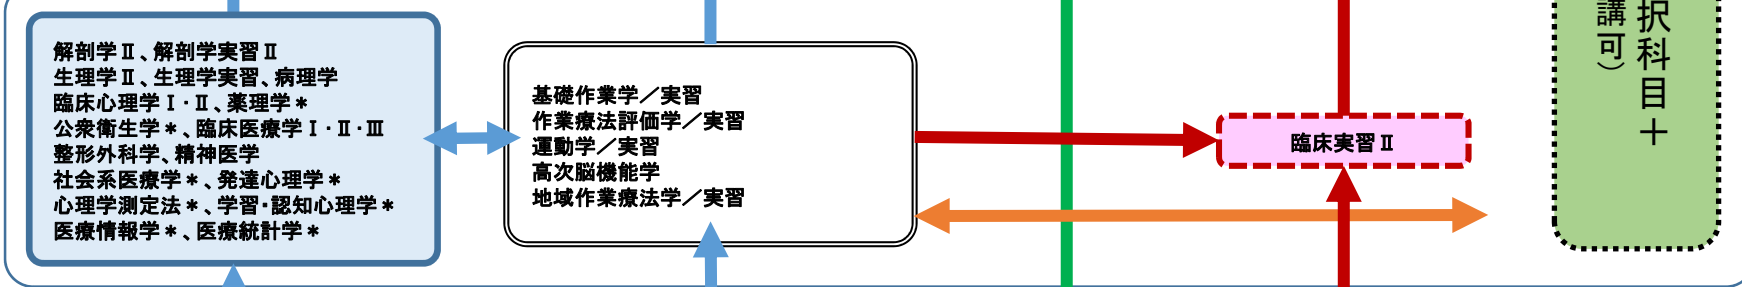 解剖学Ⅱ、解剖学実習Ⅱ
生理学Ⅱ、生理学実習、病理学
臨床心理学Ⅰ・Ⅱ、薬理学＊
公衆衛生学＊、臨床医療学Ⅰ・Ⅱ・Ⅲ
整形外科学、精神医学
社会系医療学＊、発達心理学＊
心理学測定法＊、学習・認知心理学＊
医療情報学＊、医療統計学＊
基礎作業学／実習
作業療法評価学／実習
運動学／実習
高次脳機能学
地域作業療法学／実習
臨床実習Ⅱ
択科目＋
講可）